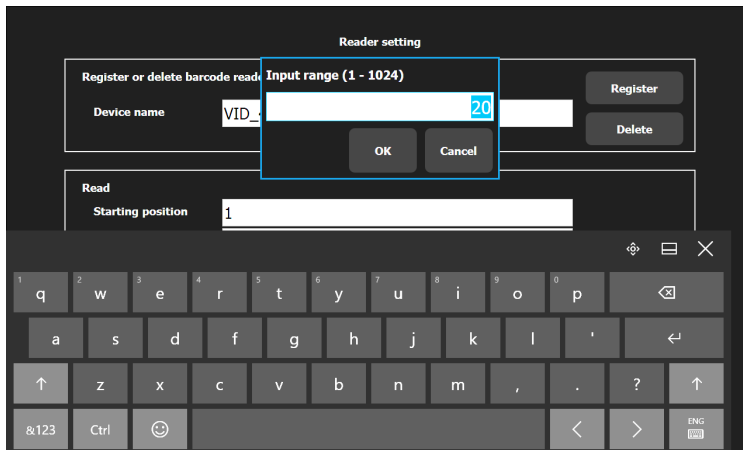 Reader setting
Register or delete barcode reade
Input range (1 - 1024)
Device name
VID_
20
Register
Delete
OK
Cancel
Read
Starting position
1
1 2 3 4 5 6 7 8 9 0
q w e r t y u i o p
a s d f g h j k l '
z x c v b n m , . ?
&123 Ctrl ENG